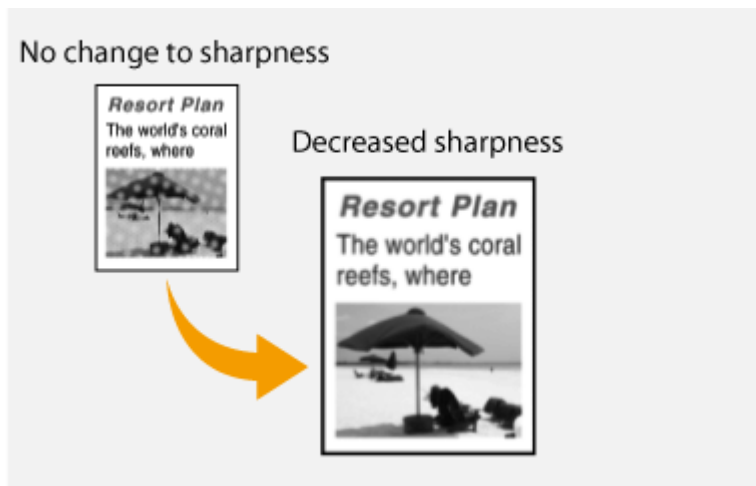 No change to sharpness
Resort Plan
The world's coral
reefs, where
Decreased sharpness
Resort Plan
The world's coral
reefs, where